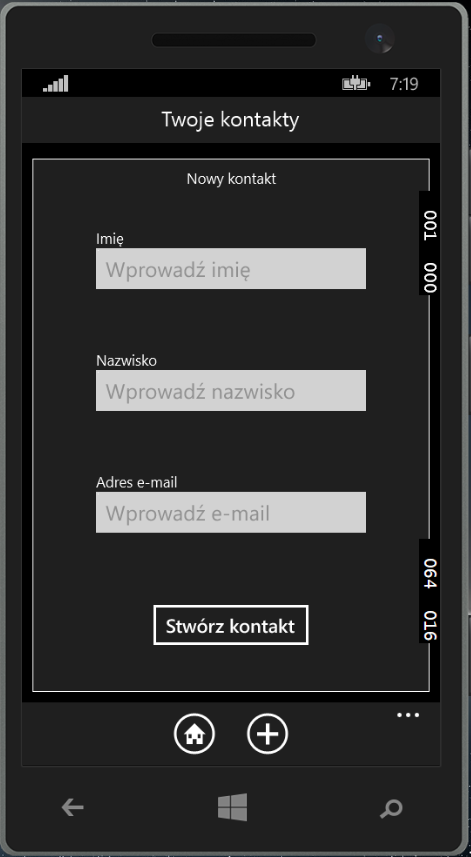 7:19
Twoje kontakty
Nowy kontakt
001
000
Imię
Wprowadź imię
Nazwisko
Wprowadź nazwisko
Adres e-mail
Wprowadź e-mail
064
016
Stwórz kontakt